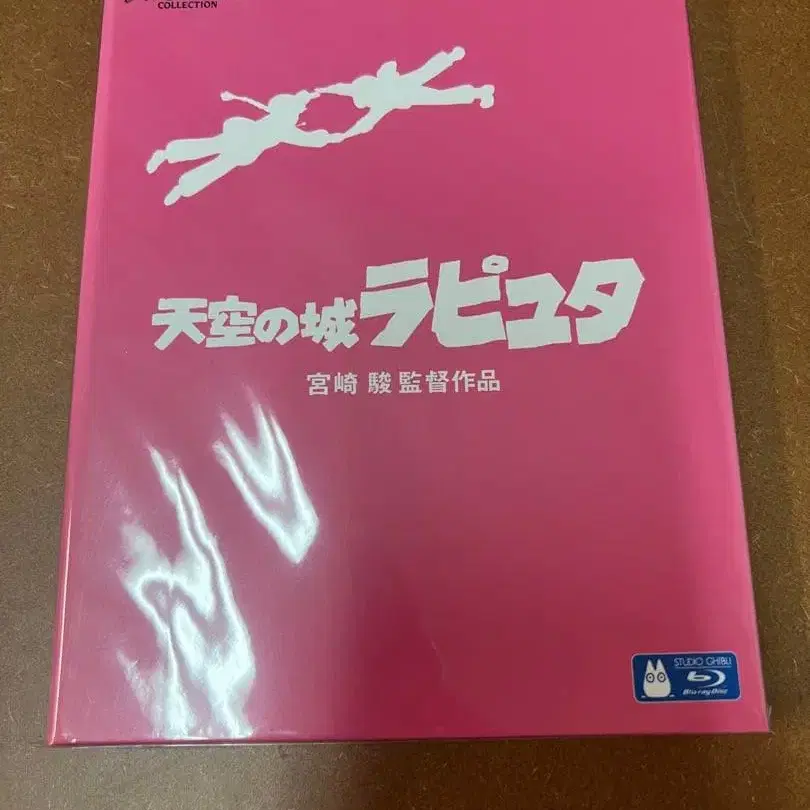 COLLECTION
天空の城ラピュタ
宮崎 駿 監督作品
STUDIO GHIBLI
Blu-ray Disc